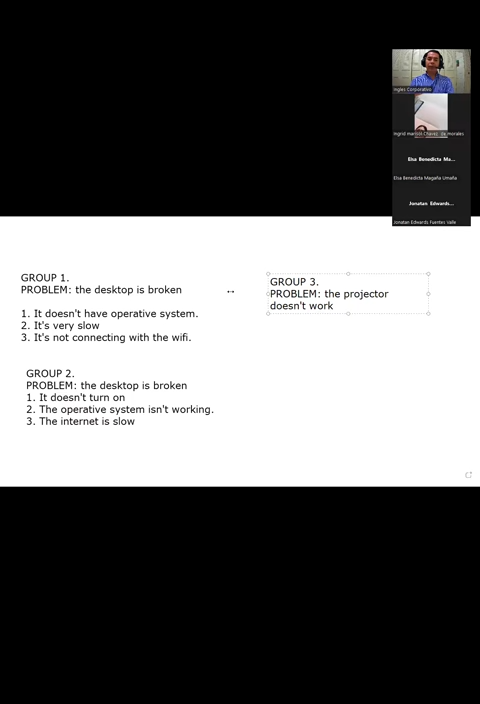 Ingles Corporativo
Ingrid marisol Chávez de morales
Elsa Benedicta Ma...
Elsa Benedicta Magaña Umaña
Jonatan Edwards...
Jonatan Edwards Fuentes Valle
GROUP 1.
PROBLEM: the desktop is broken
1. It doesn't have operative system.
2. It's very slow
3. It's not connecting with the wifi.
GROUP 2.
PROBLEM: the desktop is broken
1. It doesn't turn on
2. The operative system isn't working.
3. The internet is slow
GROUP 3.
PROBLEM: the projector
doesn't work